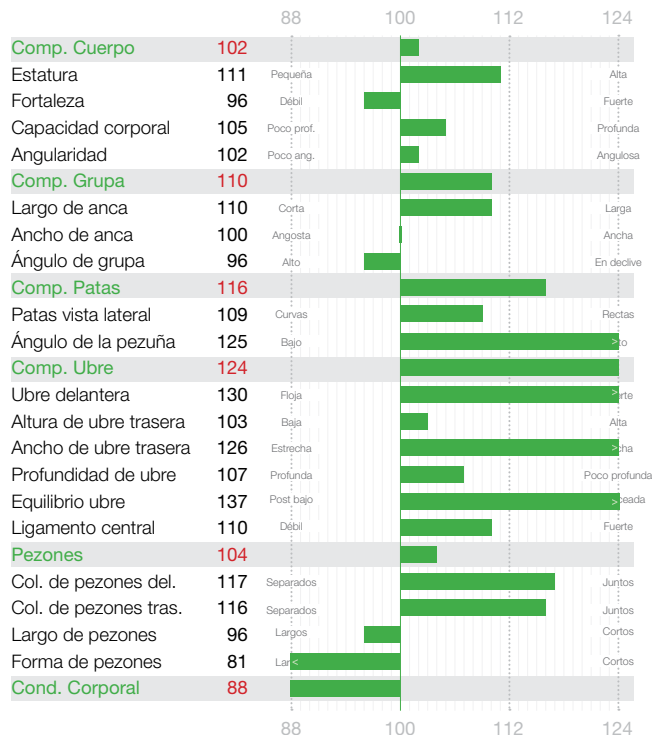 88 100 112 124
Comp. Cuerpo 102
Estatura 111 Pequeña Alta
Fortaleza 96 Débil Fuerte
Capacidad corporal 105 Poco prof. Profunda
Angularidad 102 Poco ang. Angulosa
Comp. Grupa 110
Largo de anca 110 Corta Larga
Ancho de anca 100 Angosta Ancha
Ángulo de grupa 96 Alto En declive
Comp. Patas 116
Patas vista lateral 109 Curvas Rectas
Ángulo de la pezuña 125 Bajo >
Comp. Ubre 124
Ubre delantera 130 Floja >
Altura de ubre trasera 103 Baja Alta
Ancho de ubre trasera 126 Estrecha >
Profundidad de ubre 107 Profunda Poco profunda
Equilibrio ubre 137 Post bajo >
Ligamento central 110 Débil Fuerte
Pezones 104
Col. de pezones del. 117 Separados Juntos
Col. de pezones tras. 116 Separados Juntos
Largo de pezones 96 Largos Cortos
Forma de pezones 81 < Cortos
Cond. Corporal 88
88 100 112 124